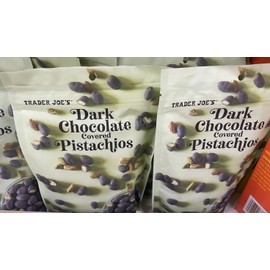 TRADER JOE'S
Dark
Chocolate
Covered
Pistachios
TRADER JOE'S
Dark
Chocolate
Covered
Pistachios